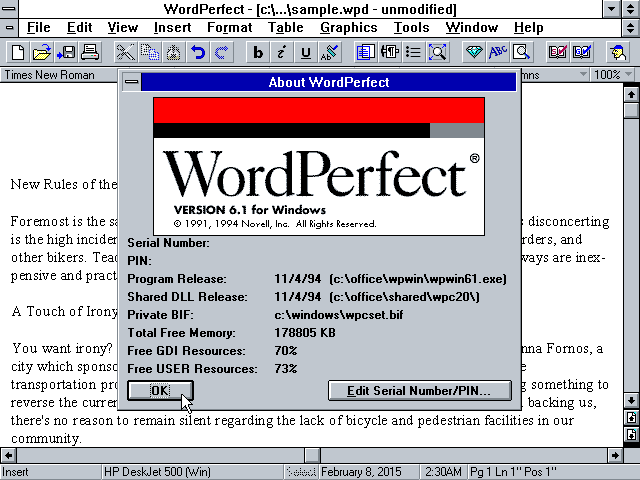 WordPerfect - [c:\...\sample.wpd - unmodified]
File Edit View Insert Format Table Graphics Tools Window Help
b i u ABC
Times New Roman mns 100%
About WordPerfect
WordPerfect®
VERSION 6.1 for Windows
© 1991, 1994 Novell, Inc. All Rights Reserved.
Serial Number:
PIN:
Program Release: 11/4/94 (c:\office\wpwin\wpwin61.exe)
Shared DLL Release: 11/4/94 (c:\office\shared\wpc20\)
Private BIF: c:\windows\wpcset.bif
Total Free Memory: 178805 KB
Free GDI Resources: 70%
Free USER Resources: 73%
OK Edit Serial Number/PIN...
New Rules of the
Foremost is the sa s disconcerting
is the high inciden rders, and
other bikers. Teac ways are inex-
pensive and pract
A Touch of Irony
You want irony? nna Fornos, a
city which sponso e
transportation pro g something to
reverse the curren backing us,
there's no reason to remain silent regarding the lack of bicycle and pedestrian facilities in our
community.
Insert HP DeskJet 500 (Win) Select February 8, 2015 2:30AM Pg 1 Ln 1" Pos 1"